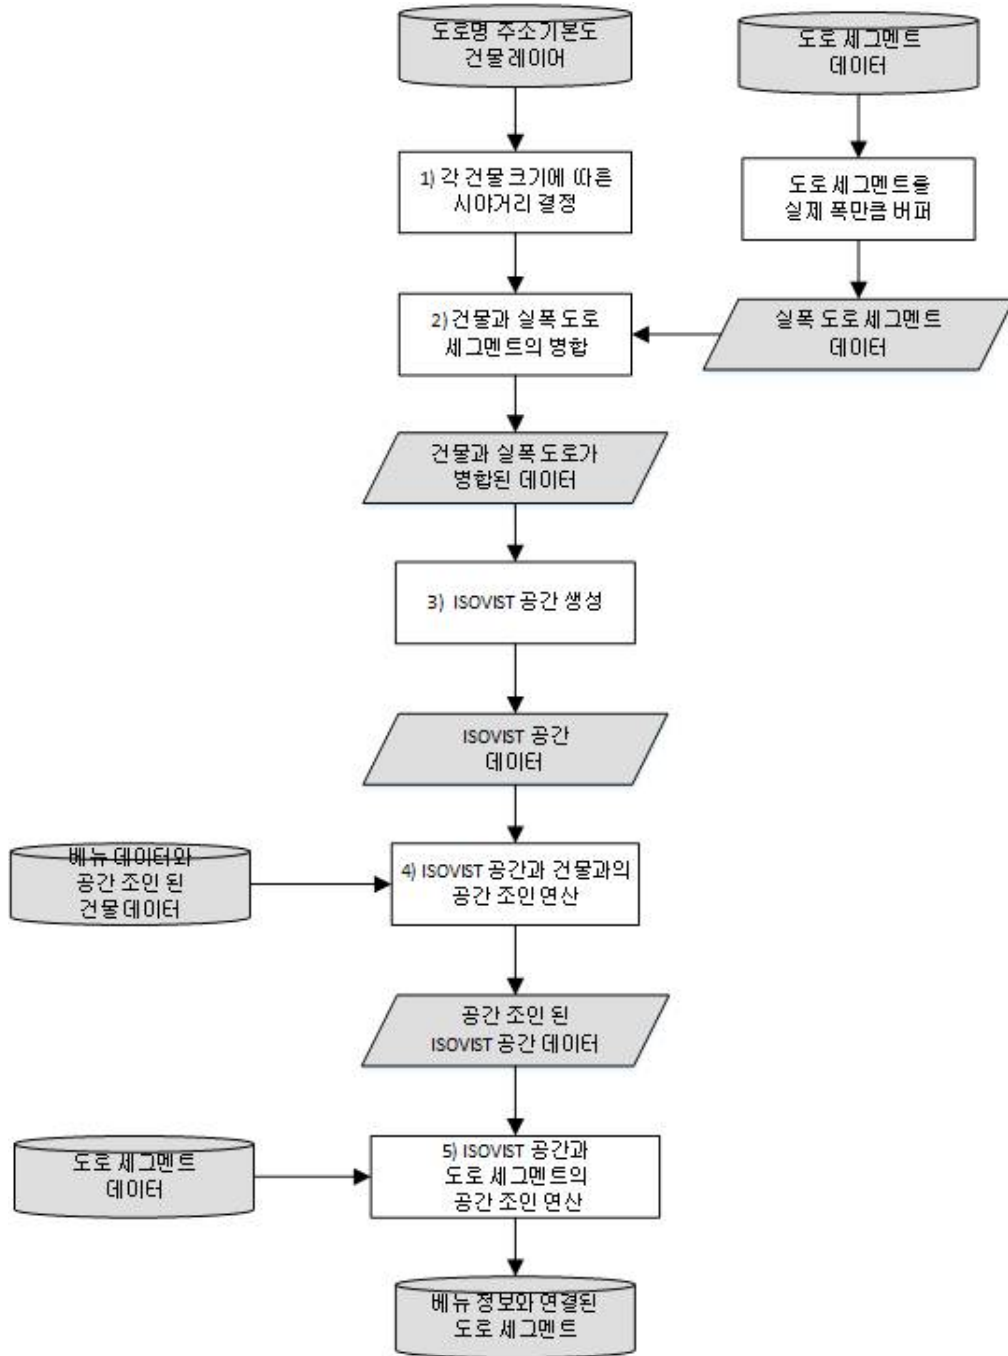 도로명 주소기본도
건물레이어
도로 세그멘트
데이터
1) 각 건물크기에 따른
시야거리 결정
도로 세그멘트을
실제 폭만큼 버퍼
2) 건물과 실폭 도로
세그멘트의 병합
실폭 도로세그멘트
데이터
건물과 실폭 도로가
병합된 데이터
3) ISOVIST 공간 생성
ISOVIST 공간
데이터
베뉴 데이터와
공간 조인 된
건물 데이터
4) ISOVIST 공간과 건물과의
공간 조인 연산
공간 조인 된
ISOVIST 공간 데이터
도로 세그멘트
데이터
5) ISOVIST 공간과
도로 세그멘트의
공간 조인 연산
베뉴 정보와 연결된
도로 세그멘트